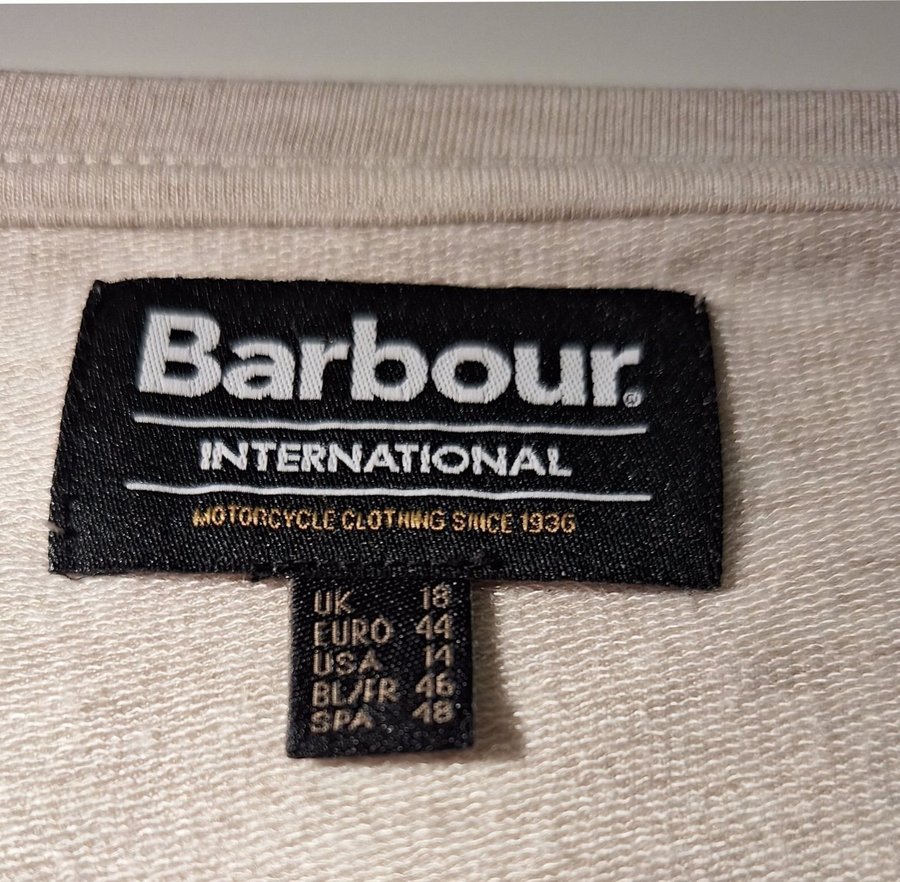 Barbour®
INTERNATIONAL
MOTORCYCLE CLOTHING SINCE 1936
UK 18
EURO 44
USA 14
BL/FR 46
SPA 48